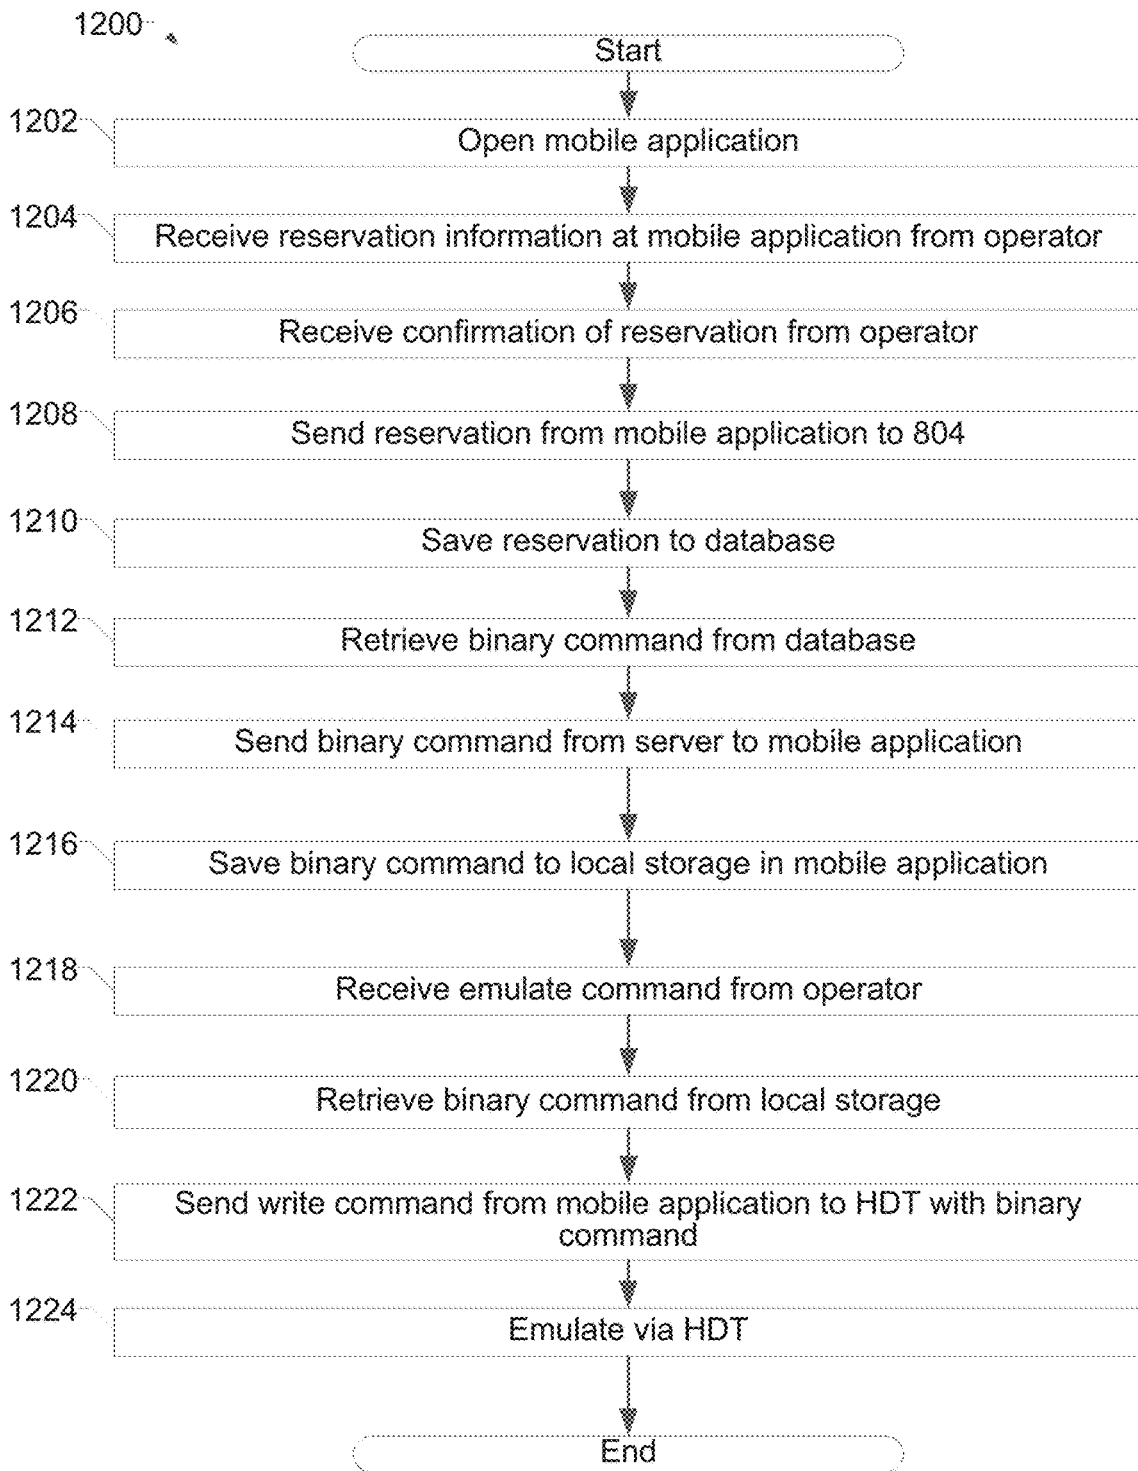 1200
Start
1202
Open mobile application
1204
Receive reservation information at mobile application from operator
1206
Receive confirmation of reservation from operator
1208
Send reservation from mobile application to 804
1210
Save reservation to database
1212
Retrieve binary command from database
1214
Send binary command from server to mobile application
1216
Save binary command to local storage in mobile application
1218
Receive emulate command from operator
1220
Retrieve binary command from local storage
1222
Send write command from mobile application to HDT with binary
command
1224
Emulate via HDT
End